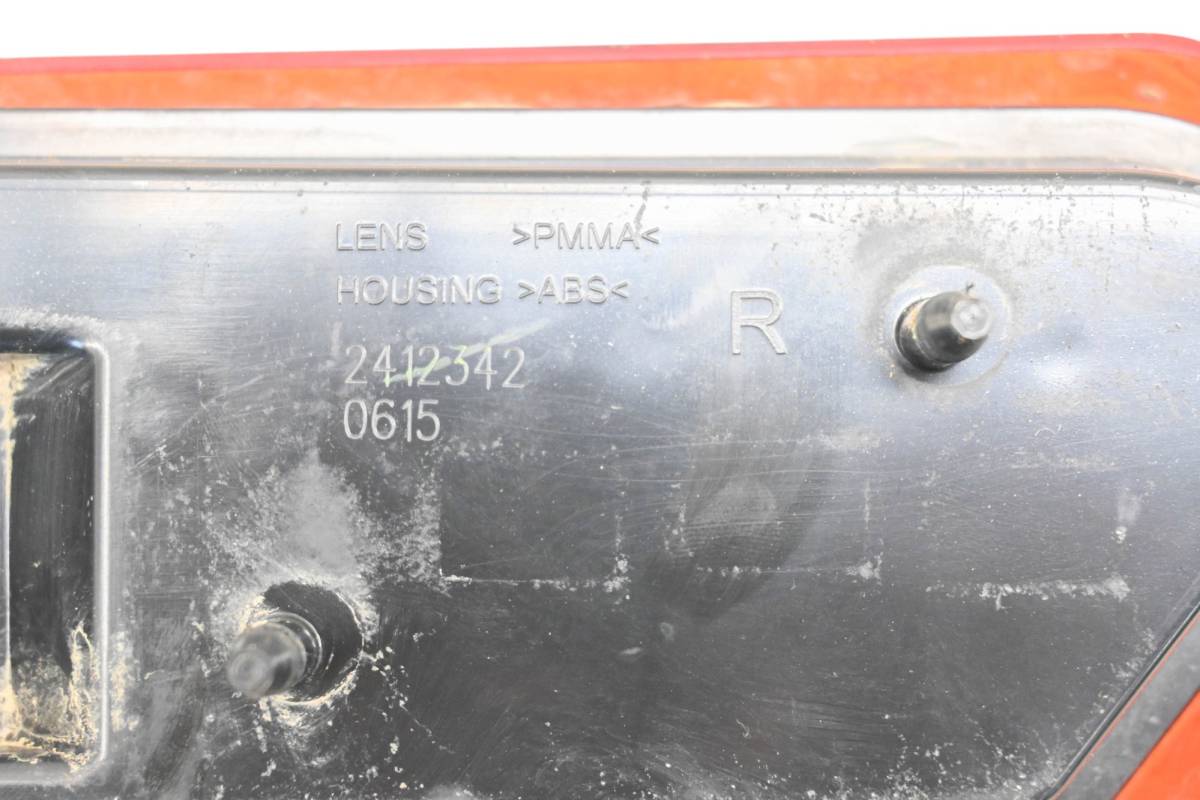 LENS >PMMA<
HOUSING >ABS<
R
2412342
0615